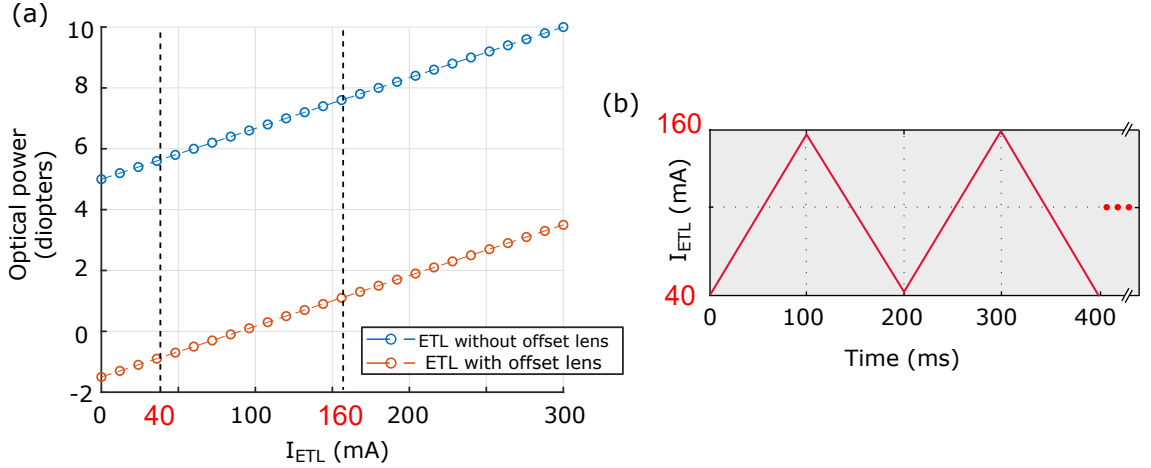 (a)
10
8
6
4
2
0
-2
Optical power
(diopters)
0
40
100
160
200
300
I_ETL (mA)
ETL without offset lens
ETL with offset lens
(b)
160
40
I_ETL (mA)
0
100
200
300
400
Time (ms)